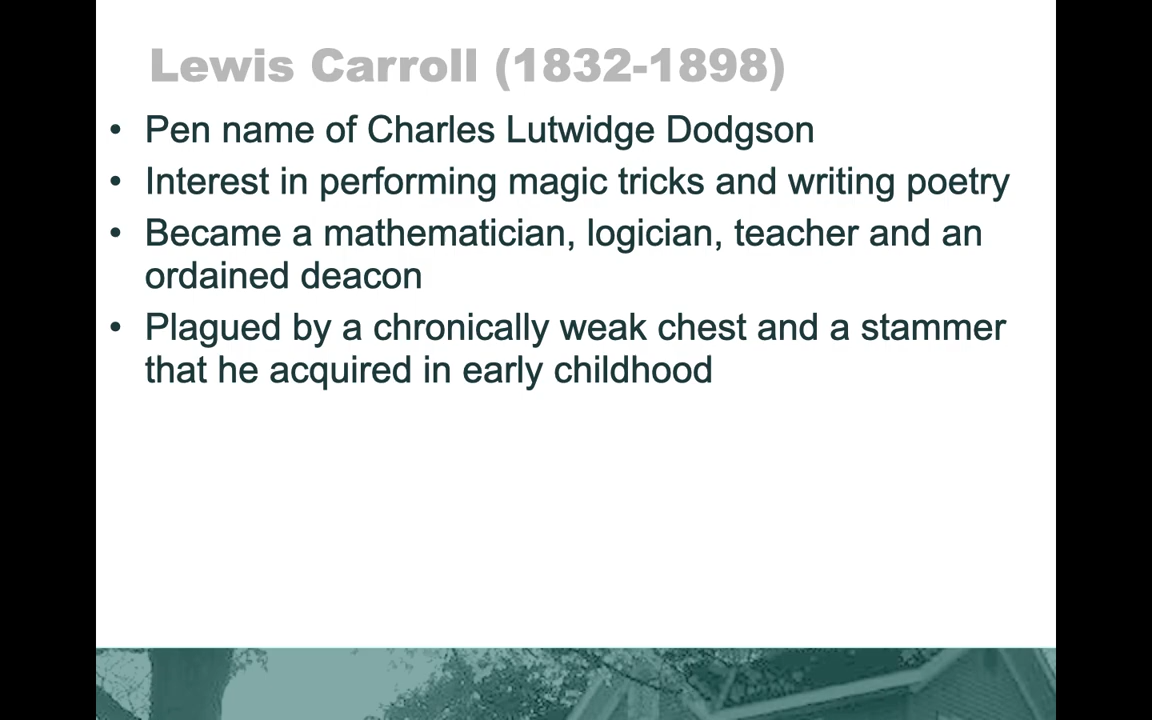 Lewis Carroll (1832-1898)
• Pen name of Charles Lutwidge Dodgson
• Interest in performing magic tricks and writing poetry
• Became a mathematician, logician, teacher and an
ordained deacon
• Plagued by a chronically weak chest and a stammer
that he acquired in early childhood